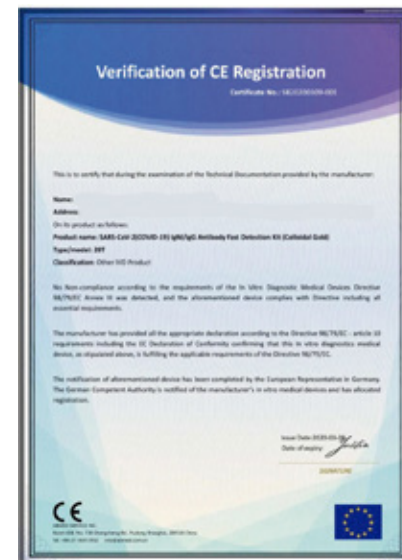 Verification of CE Registration
Certificate No.:
This is to certify that during the examination of the Technical Documentation provided by the manufacturer:
Name:
Address:
On its product as follows:
Product name: SARS-CoV-2(COVID-19) IgM/IgG Antibody Fast Detection Kit (Colloidal Gold)
Type/model: 20T
Classification: Other IVD Product
No Non-compliance according to the requirements of the In Vitro Diagnostic Medical Devices Directive
98/79/EC Annex III was detected, and the aforementioned device complies with Directive including all
essential requirements.
The manufacturer has provided all the appropriate declaration according to the Directive 98/79/EC - article 10
requirements including the EC Declaration of Conformity confirming that this in vitro diagnostics medical
device, as stipulated above, is fulfilling the applicable requirements of the Directive 98/79/EC.
The notification of aforementioned device has been completed by the European Representative in Germany.
The German Competent Authority is notified of the manufacturer's in vitro medical devices and has allocated
registration.
Issue Date:
Date of expiry:
SIGNATURE
CE